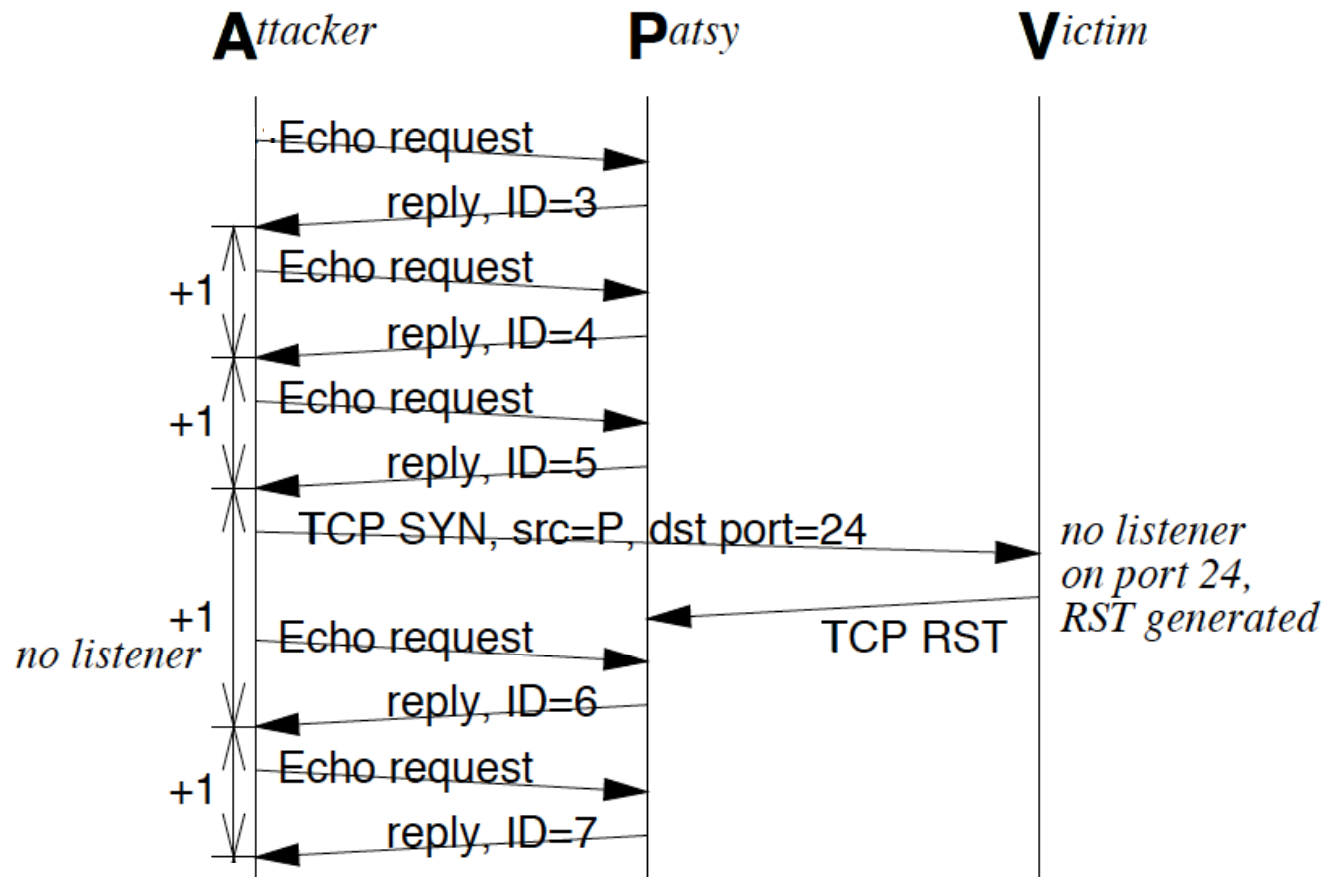 Attacker
Patsy
Victim
Echo request
reply, ID=3
+1
Echo request
reply, ID=4
+1
Echo request
reply, ID=5
TCP SYN, src=P, dst port=24
no listener
on port 24,
RST generated
TCP RST
+1
no listener
Echo request
reply, ID=6
+1
Echo request
reply, ID=7